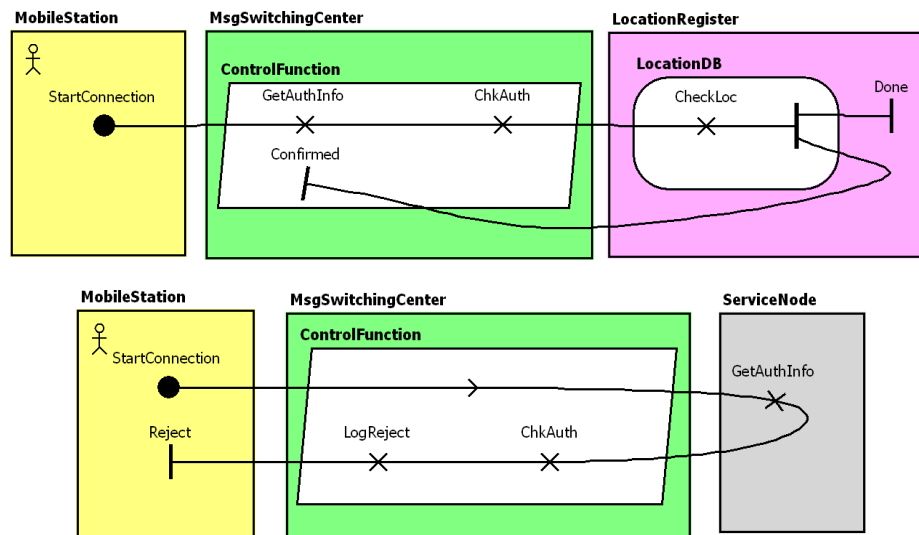 MobileStation
MsgSwitchingCenter
LocationRegister
ControlFunction
LocationDB
StartConnection
GetAuthInfo
ChkAuth
CheckLoc
Done
Confirmed
MobileStation
MsgSwitchingCenter
ServiceNode
ControlFunction
StartConnection
GetAuthInfo
Reject
LogReject
ChkAuth